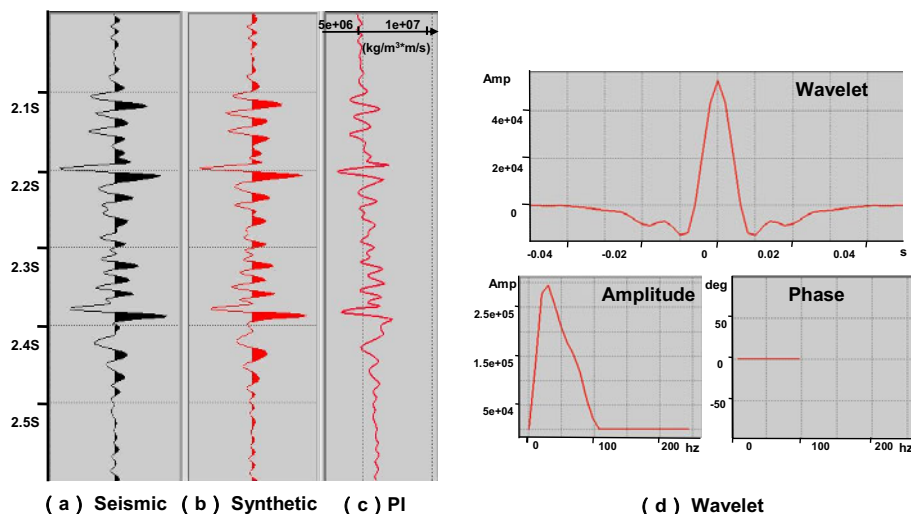 5e+06 1e+07
(kg/m³*m/s)
2.1S
2.2S
2.3S
2.4S
2.5S
( a ) Seismic ( b ) Synthetic ( c ) PI
Amp
Wavelet
4e+04
2e+04
0
-0.04 -0.02 0 0.02 0.04
s
Amp
Amplitude
2.5e+05
1.5e+05
5e+04
0 100 200 hz
deg
Phase
50
0
-50
0 100 200 hz
( d ) Wavelet